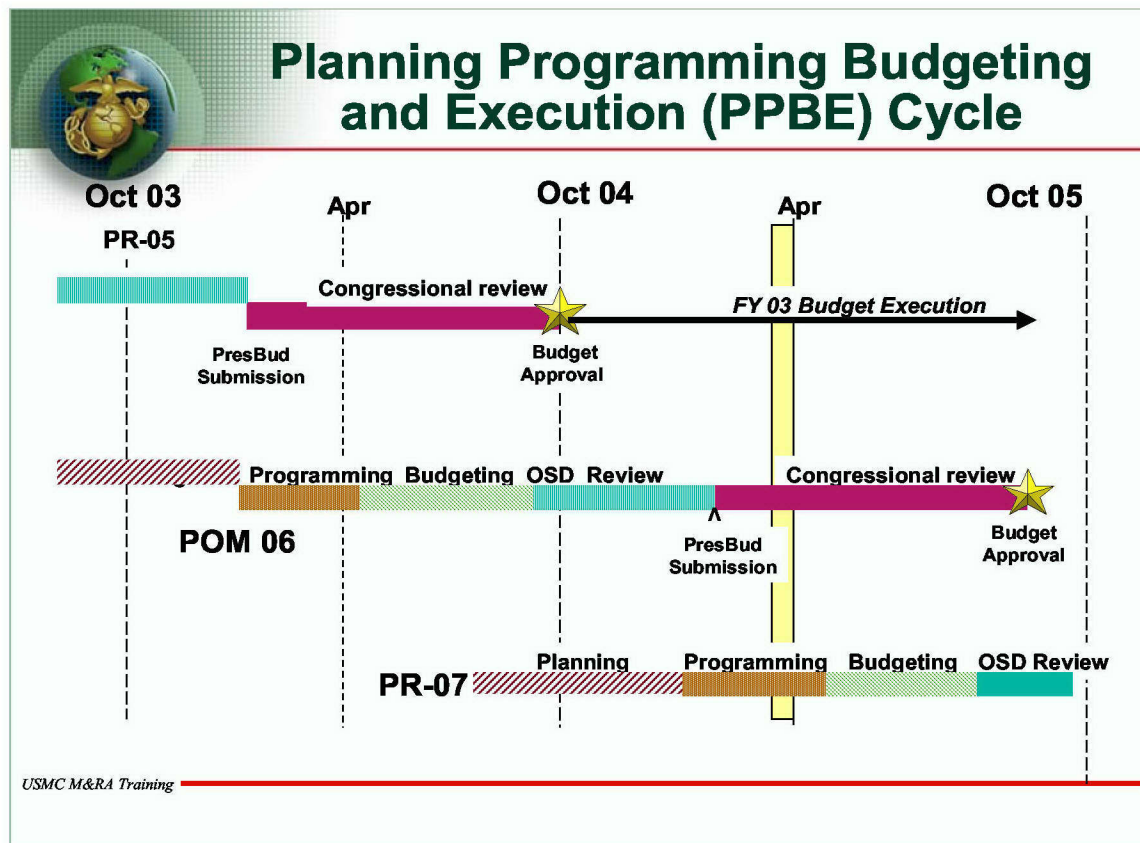 Planning Programming Budgeting
and Execution (PPBE) Cycle
Oct 03
Apr
Oct 04
Apr
Oct 05
PR-05
Congressional review
FY 03 Budget Execution
PresBud
Submission
Budget
Approval
Programming
Budgeting
OSD Review
Congressional review
POM 06
^
PresBud
Submission
Budget
Approval
Planning
Programming
Budgeting
OSD Review
PR-07
USMC M&RA Training